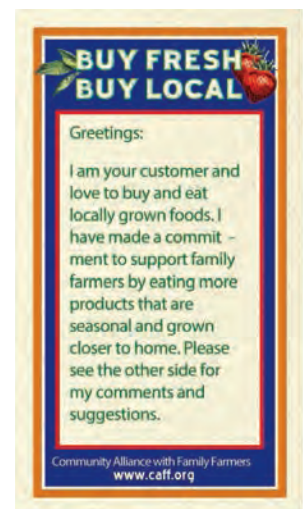 BUY FRESH
BUY LOCAL
Greetings:
I am your customer and
love to buy and eat
locally grown foods. I
have made a commit -
ment to support family
farmers by eating more
products that are
seasonal and grown
closer to home. Please
see the other side for
my comments and
suggestions.
Community Alliance with Family Farmers
www.caff.org